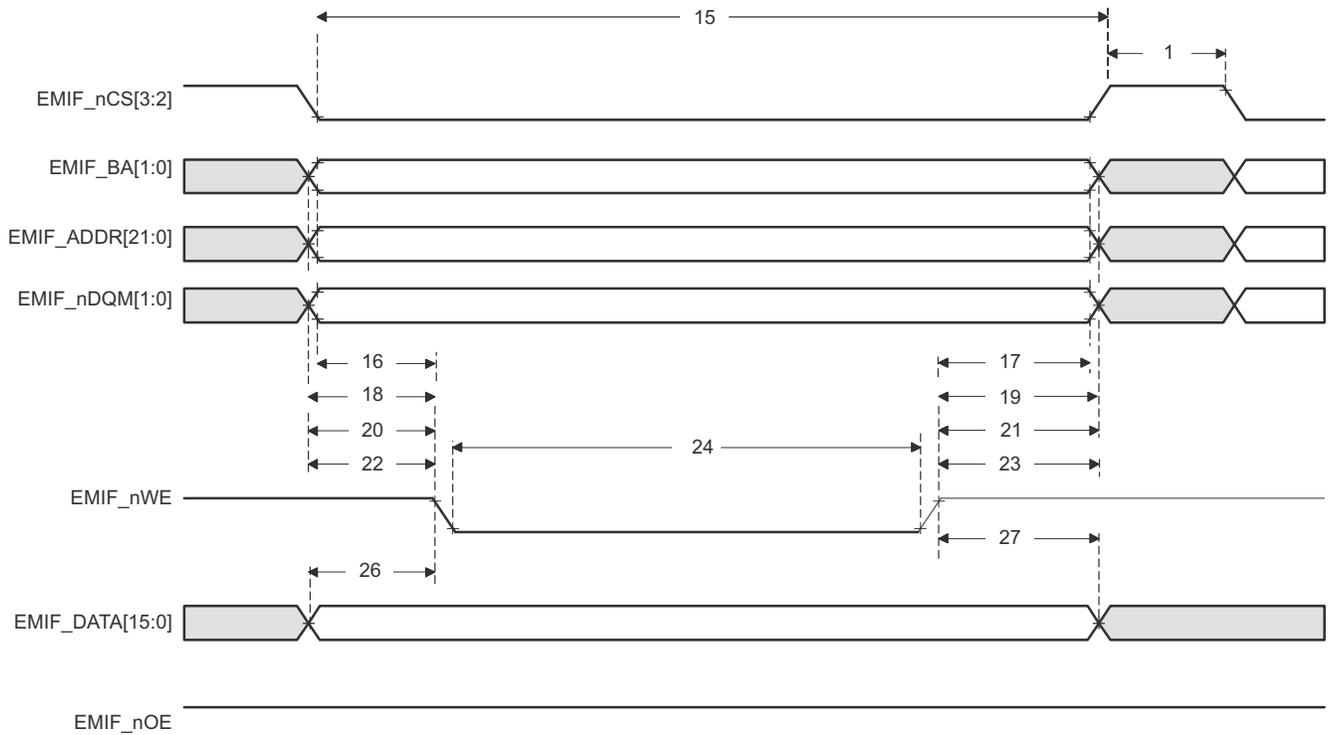 15
1
EMIF_nCS[3:2]
EMIF_BA[1:0]
EMIF_ADDR[21:0]
EMIF_nDQM[1:0]
16 17
18 19
20 21
24
22 23
EMIF_nWE
27
26
EMIF_DATA[15:0]
EMIF_nOE